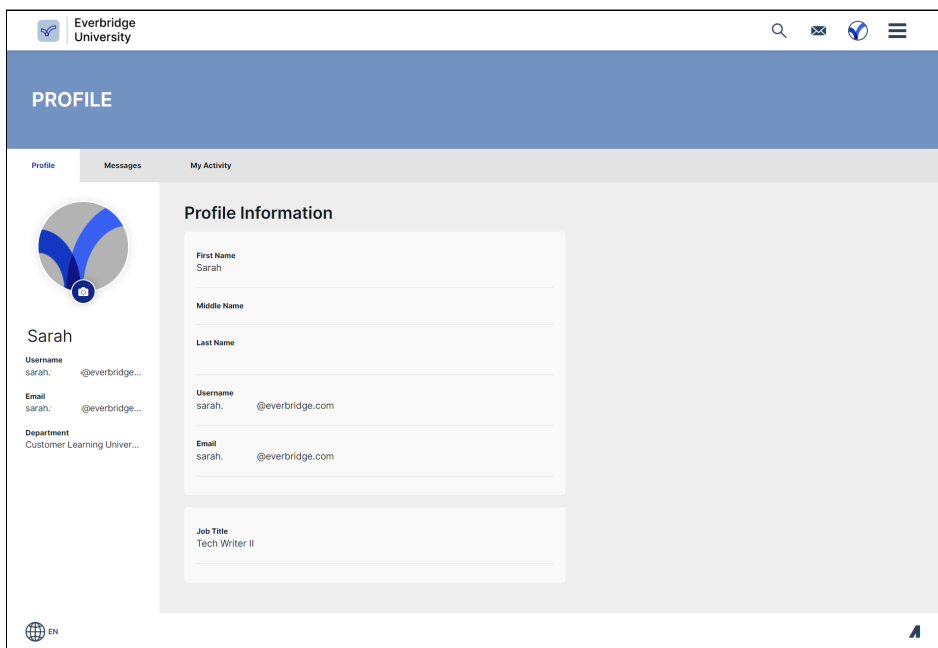 Everbridge
University
PROFILE
Profile
Messages
My Activity
Sarah
Username
sarah. @everbridge...
Email
sarah. @everbridge...
Department
Customer Learning Univer...
Profile Information
First Name
Sarah
Middle Name
Last Name
Username
sarah. @everbridge.com
Email
sarah. @everbridge.com
Job Title
Tech Writer II
EN